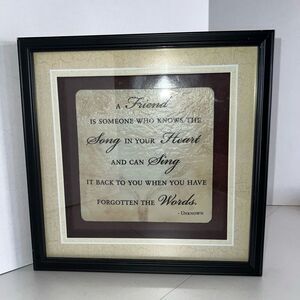 A Friend
IS SOMEONE WHO KNOWS THE
Song IN YOUR Heart
AND CAN Sing
IT BACK TO YOU WHEN YOU HAVE
FORGOTTEN THE Words.
- UNKNOWN